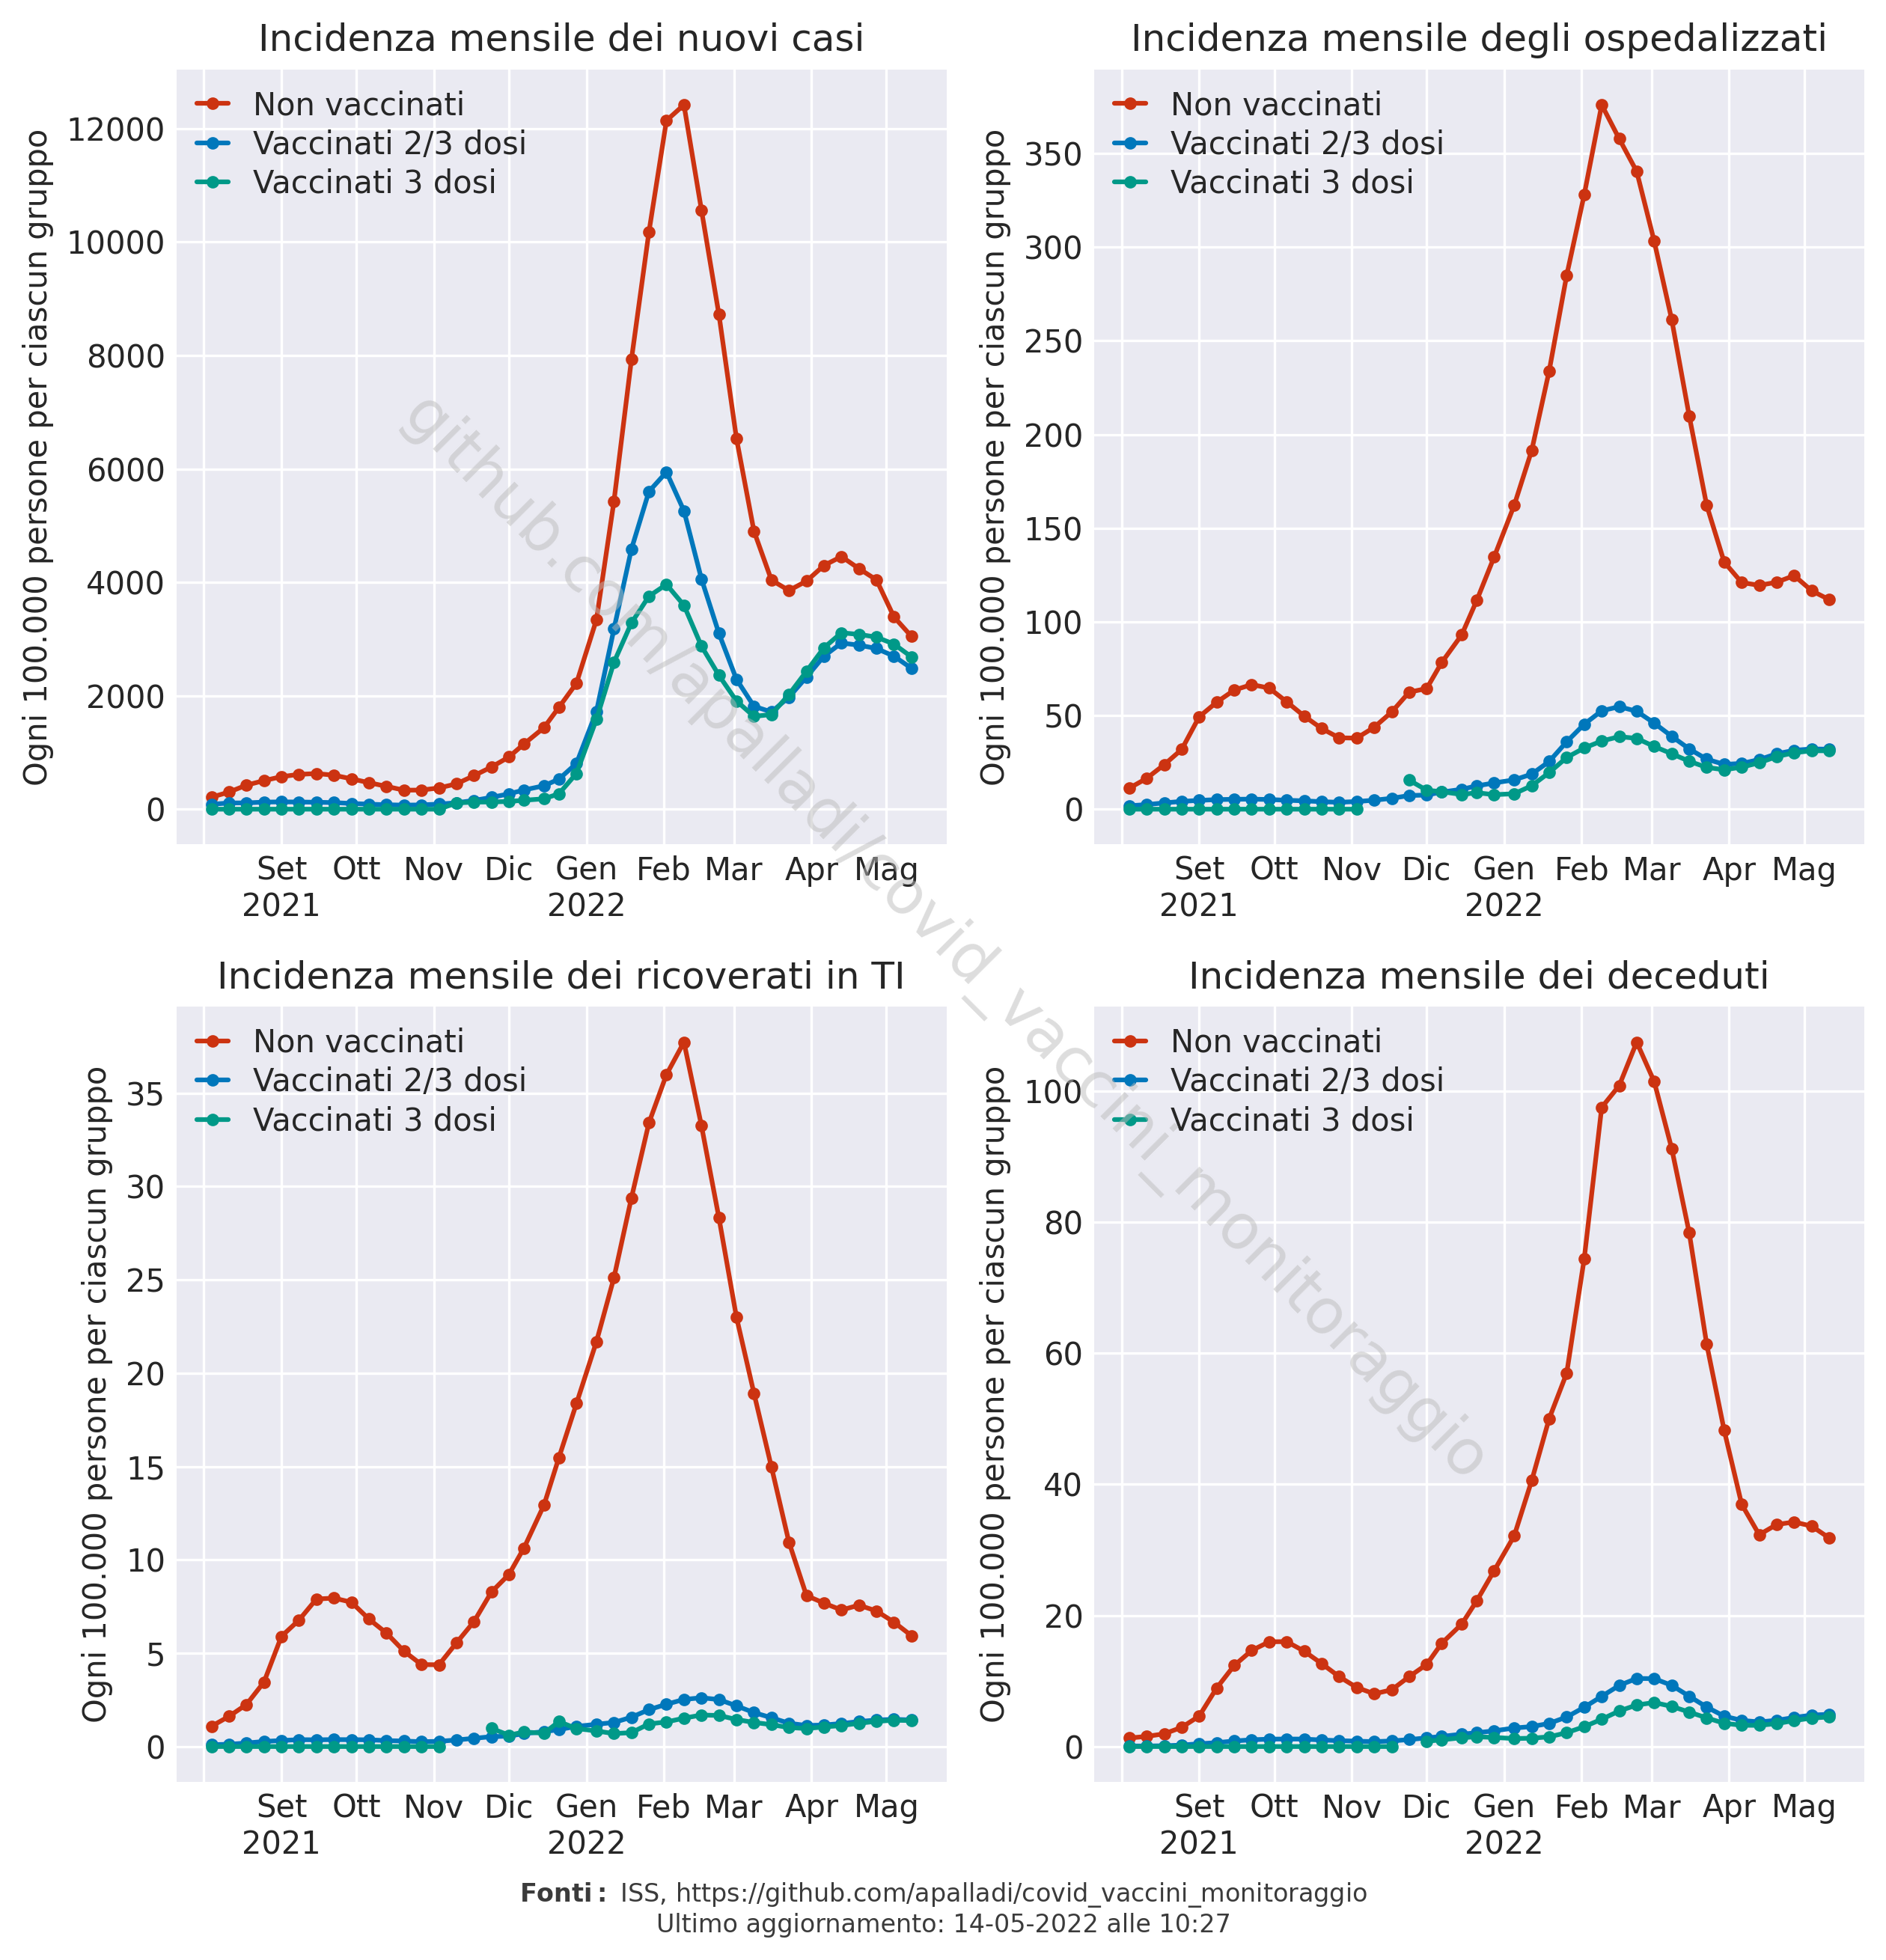 Incidenza mensile dei nuovi casi
Ogni 100.000 persone per ciascun gruppo
12000
10000
8000
6000
4000
2000
0
Non vaccinati
Vaccinati 2/3 dosi
Vaccinati 3 dosi
Set Ott Nov Dic Gen Feb Mar Apr Mag
2021 2022
Incidenza mensile degli ospedalizzati
Ogni 100.000 persone per ciascun gruppo
350
300
250
200
150
100
50
0
Non vaccinati
Vaccinati 2/3 dosi
Vaccinati 3 dosi
Set Ott Nov Dic Gen Feb Mar Apr Mag
2021 2022
Incidenza mensile dei ricoverati in TI
Ogni 100.000 persone per ciascun gruppo
35
30
25
20
15
10
5
0
Non vaccinati
Vaccinati 2/3 dosi
Vaccinati 3 dosi
Set Ott Nov Dic Gen Feb Mar Apr Mag
2021 2022
Incidenza mensile dei deceduti
Ogni 100.000 persone per ciascun gruppo
100
80
60
40
20
0
Non vaccinati
Vaccinati 2/3 dosi
Vaccinati 3 dosi
Set Ott Nov Dic Gen Feb Mar Apr Mag
2021 2022
github.com/apalladi/covid_vaccini_monitoraggio
Fonti: ISS, https://github.com/apalladi/covid_vaccini_monitoraggio
Ultimo aggiornamento: 14-05-2022 alle 10:27